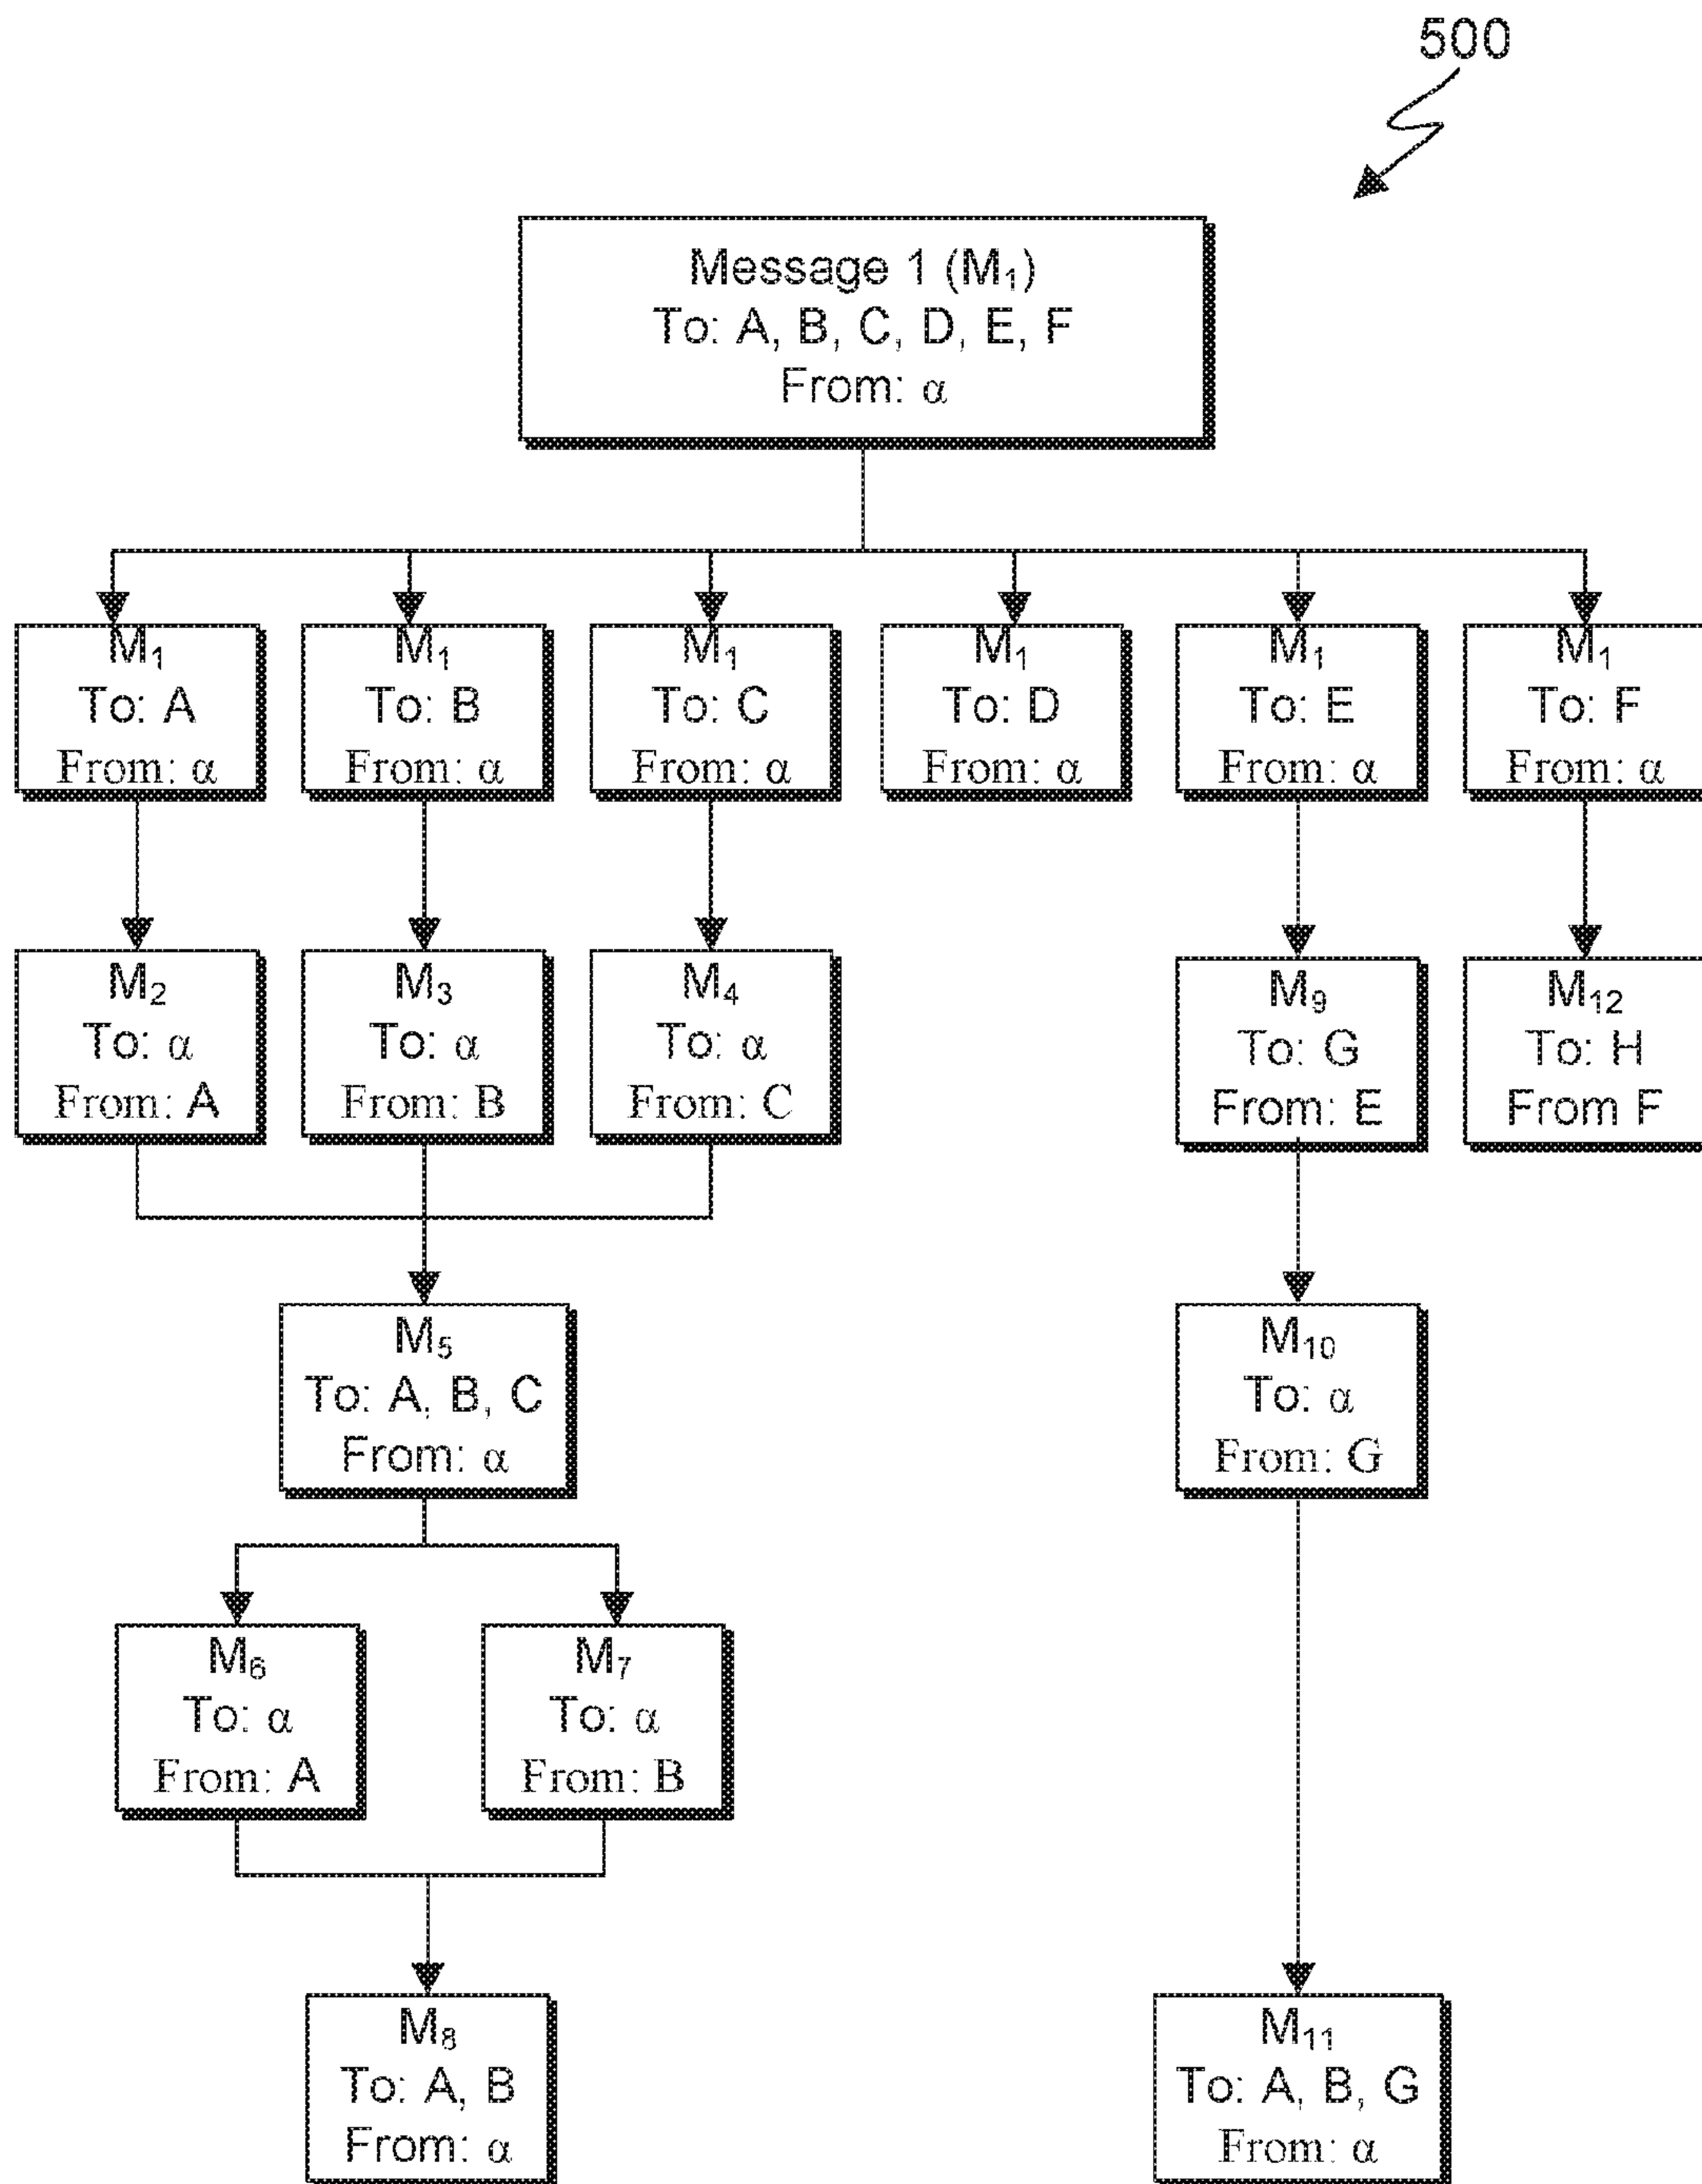 500
Message 1 (M₁)
To: A, B, C, D, E, F
From: α
M₁
To: A
From: α
M₁
To: B
From: α
M₁
To: C
From: α
M₁
To: D
From: α
M₁
To: E
From: α
M₁
To: F
From: α
M₂
To: α
From: A
M₃
To: α
From: B
M₄
To: α
From: C
M₉
To: G
From: E
M₁₂
To: H
From F
M₅
To: A, B, C
From: α
M₁₀
To: α
From: G
M₆
To: α
From: A
M₇
To: α
From: B
M₈
To: A, B
From: α
M₁₁
To: A, B, G
From: α